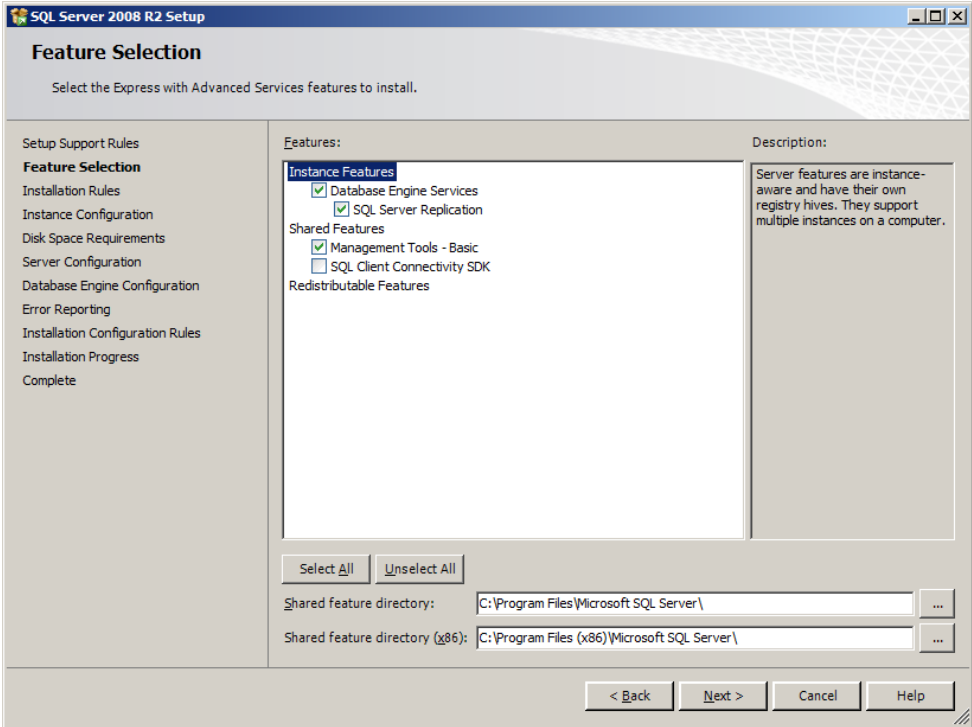 SQL Server 2008 R2 Setup
Feature Selection
Select the Express with Advanced Services features to install.
Setup Support Rules
Feature Selection
Installation Rules
Instance Configuration
Disk Space Requirements
Server Configuration
Database Engine Configuration
Error Reporting
Installation Configuration Rules
Installation Progress
Complete
Features:
Instance Features
Database Engine Services
SQL Server Replication
Shared Features
Management Tools - Basic
SQL Client Connectivity SDK
Redistributable Features
Description:
Server features are instance-
aware and have their own
registry hives. They support
multiple instances on a computer.
Select All
Unselect All
Shared feature directory:
C:\Program Files\Microsoft SQL Server\
...
Shared feature directory (x86):
C:\Program Files (x86)\Microsoft SQL Server\
...
< Back
Next >
Cancel
Help